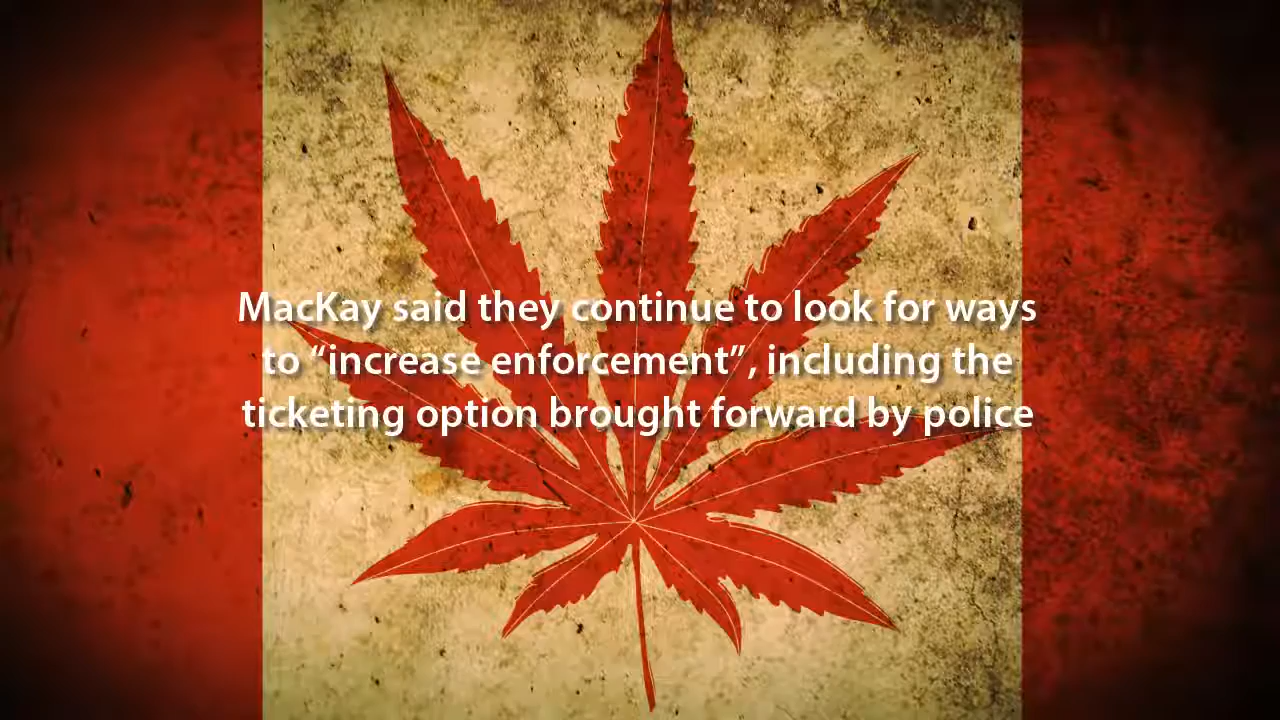 MacKay said they continue to look for ways
to “increase enforcement”, including the
ticketing option brought forward by police